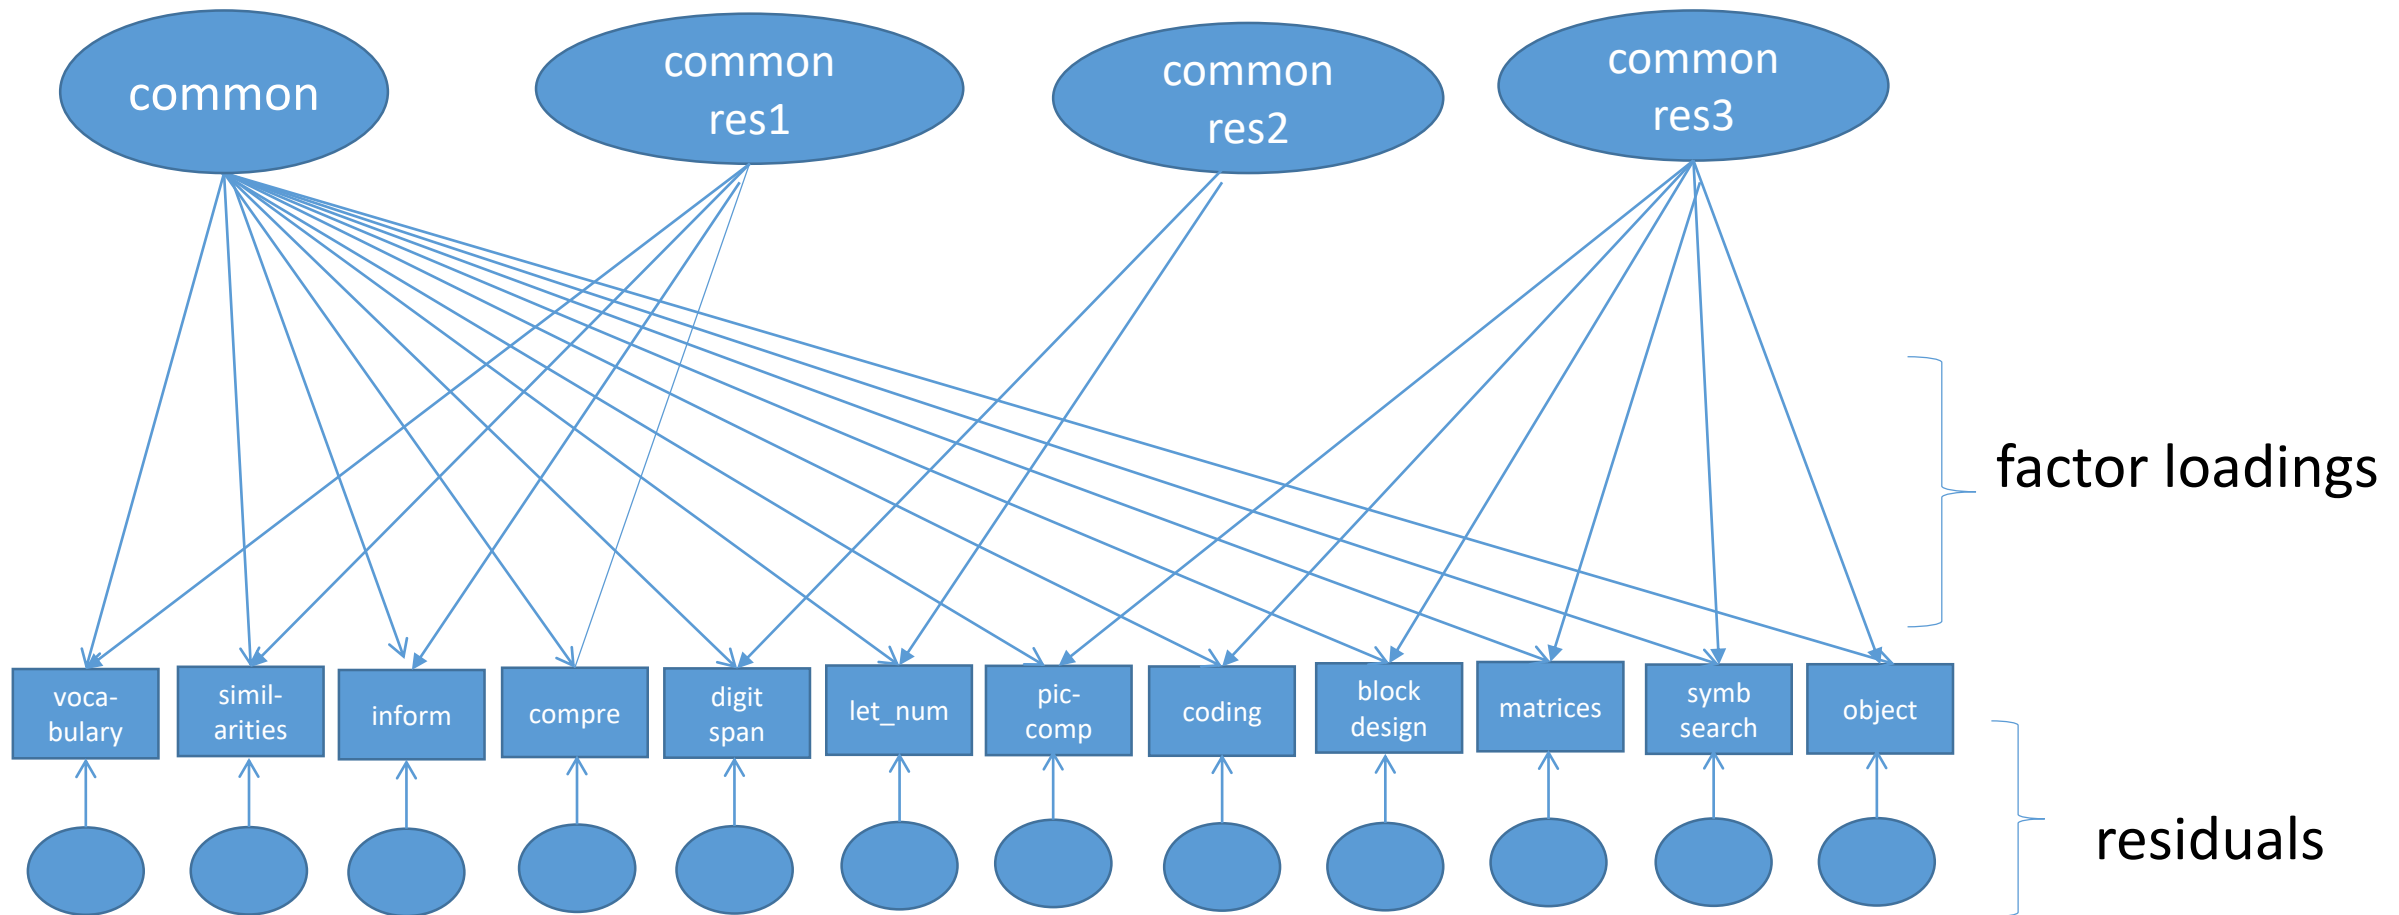 common
common
res1
common
res2
common
res3
factor loadings
voca-
bulary
simil-
arities
inform
compre
digit
span
let_num
pic-
comp
coding
block
design
matrices
symb
search
object
residuals